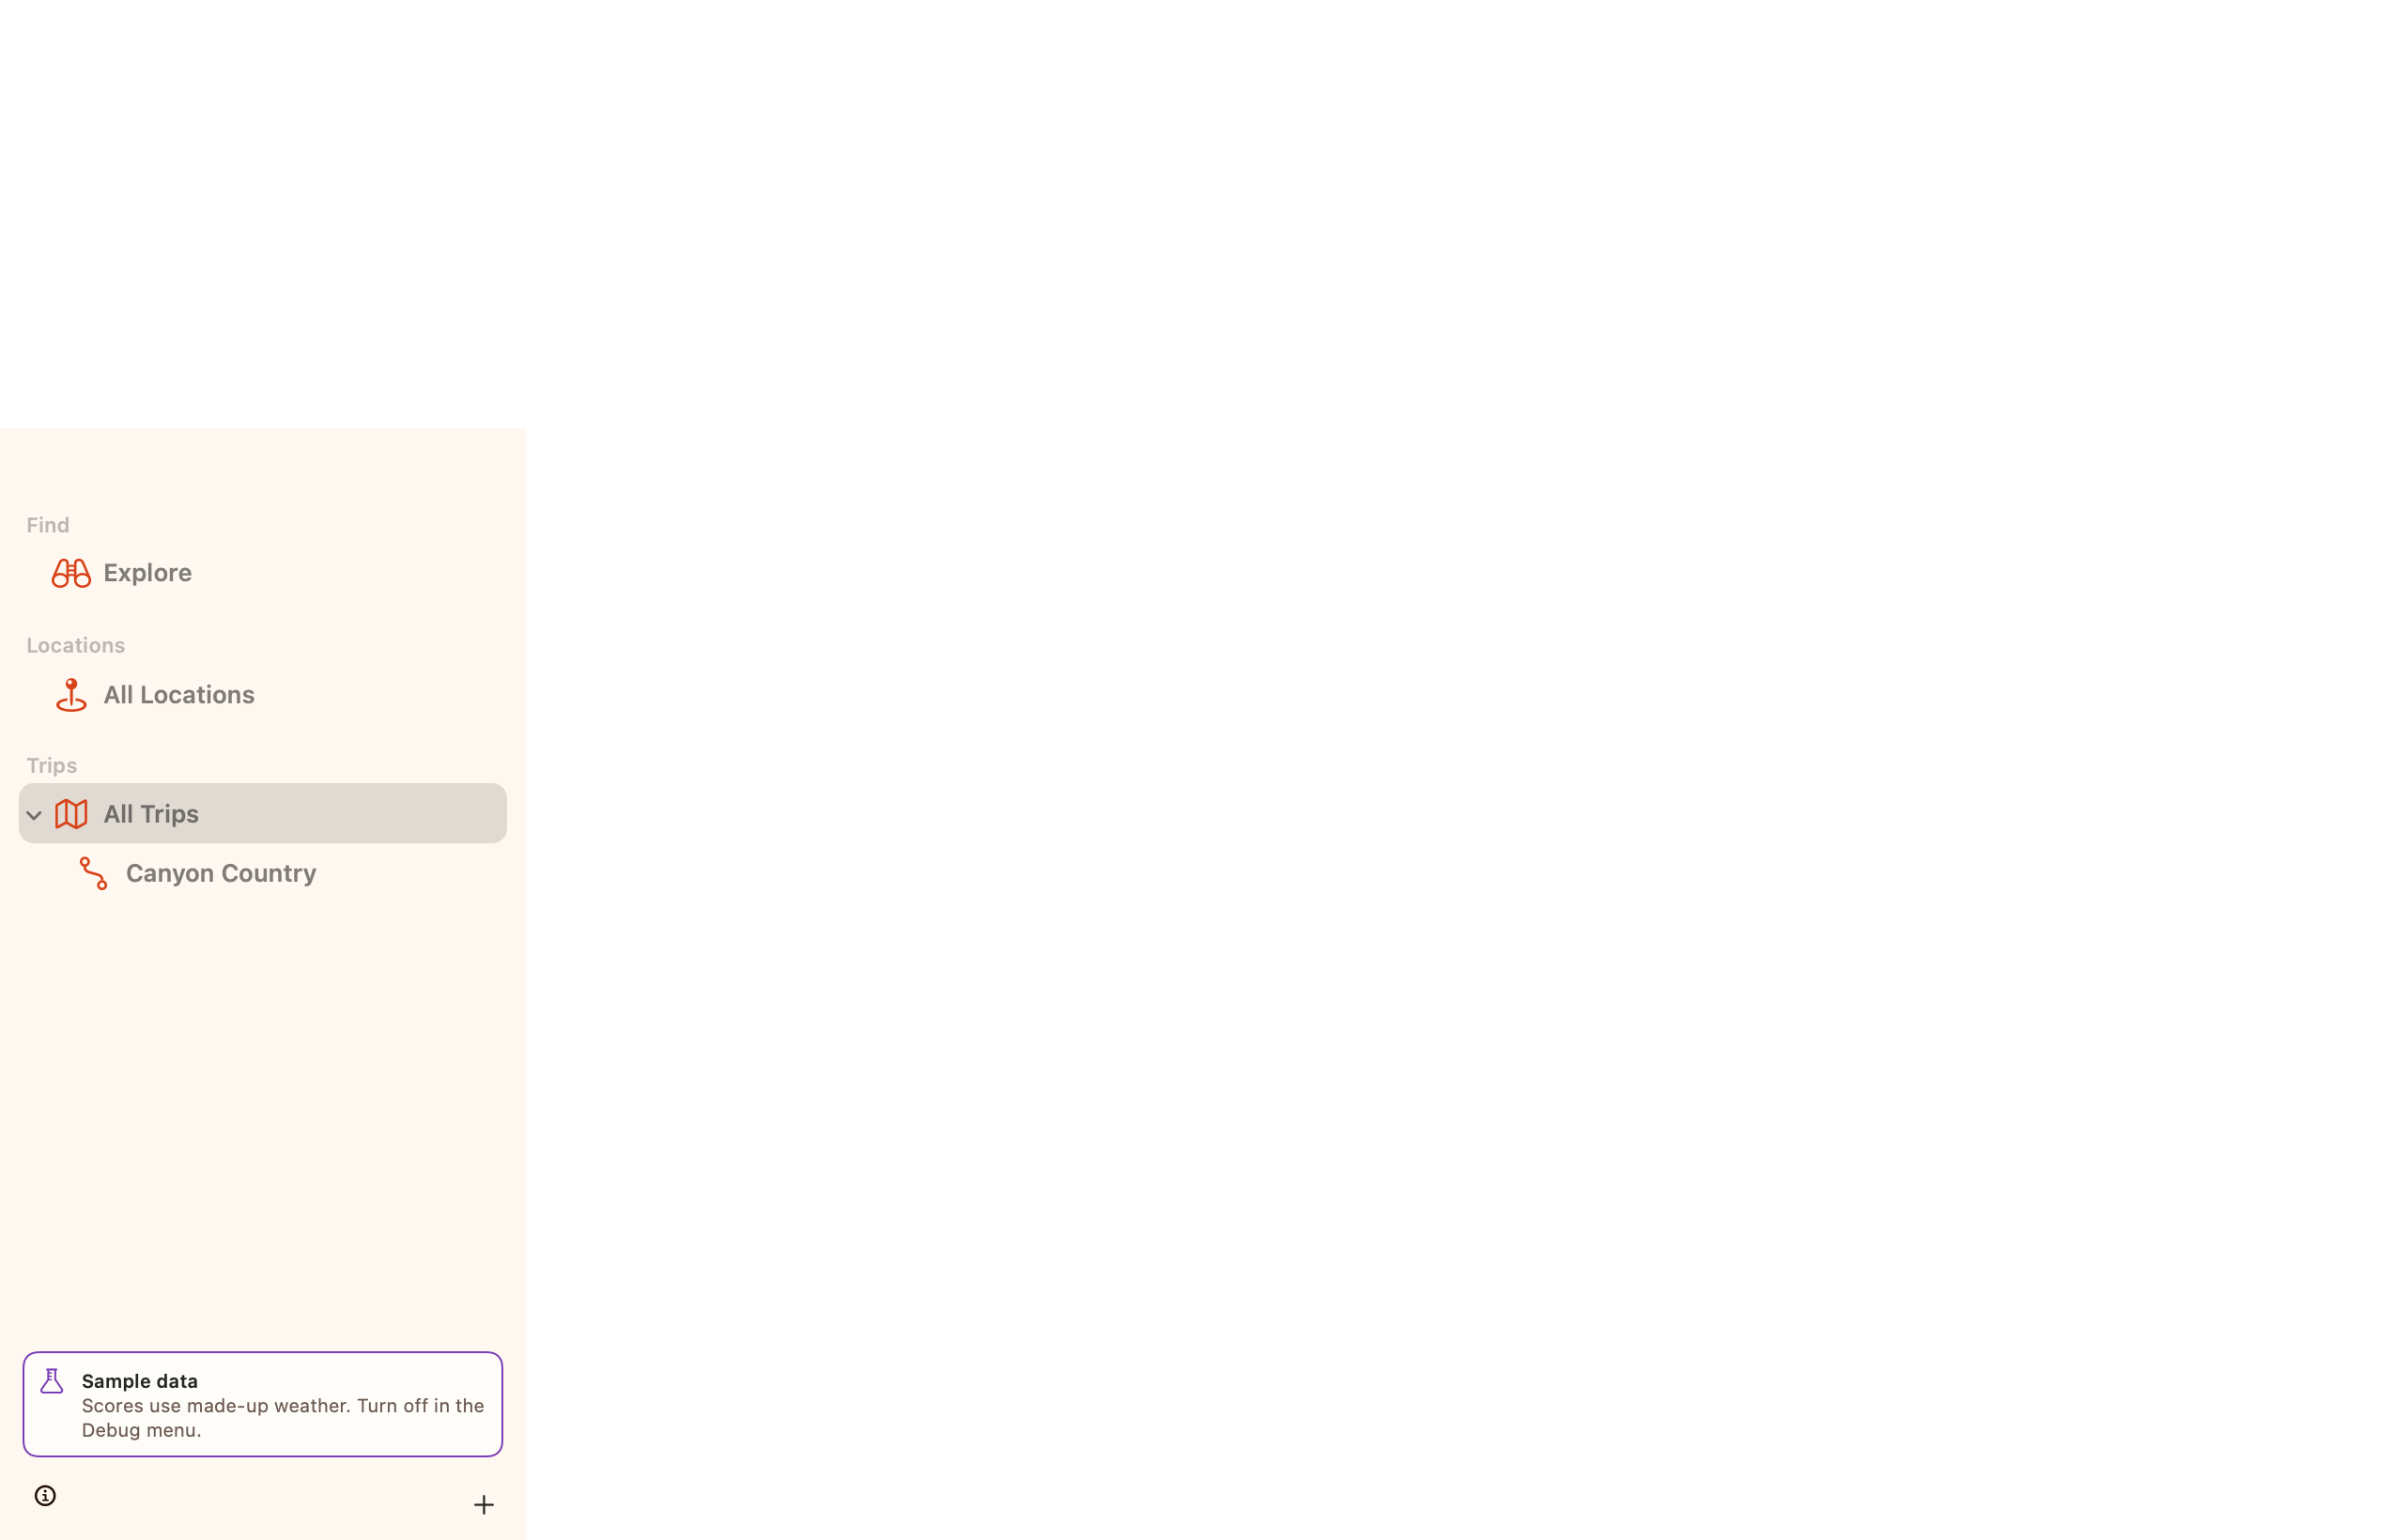 Find
Explore
Locations
All Locations
Trips
All Trips
Canyon Country
Sample data
Scores use made-up weather. Turn off in the
Debug menu.